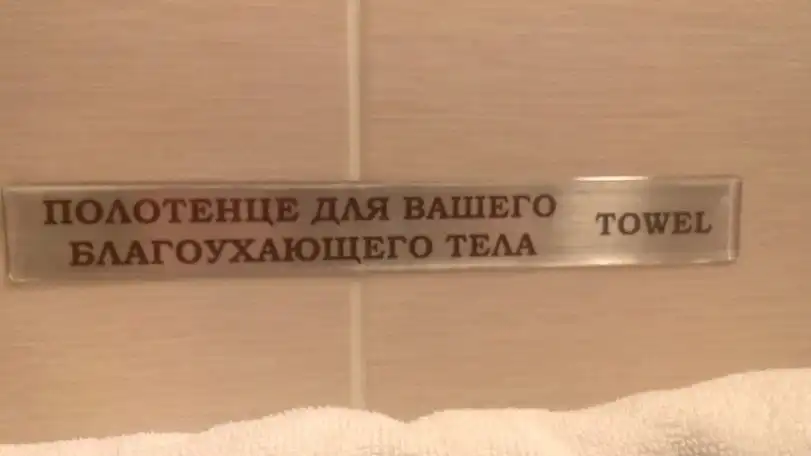 ПОЛОТЕНЦЕ ДЛЯ ВАШЕГО
БЛАГОУХАЮЩЕГО ТЕЛА
TOWEL